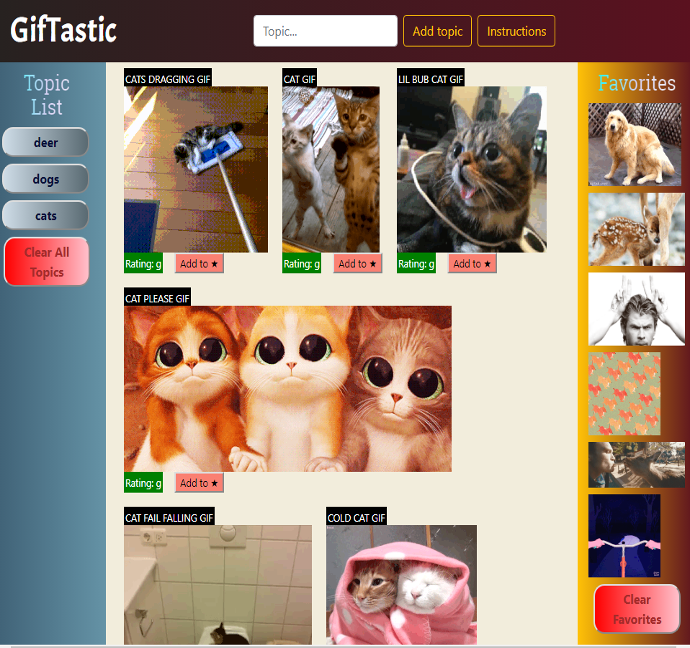 GifTastic
Topic...
Add topic
Instructions
Topic
List
deer
dogs
cats
Clear All
Topics
CATS DRAGGING GIF
CAT GIF
LIL BUB CAT GIF
Rating: g
Add to ★
Rating: g
Add to ★
Rating: g
Add to ★
CAT PLEASE GIF
Rating: g
Add to ★
CAT FAIL FALLING GIF
COLD CAT GIF
Favorites
Clear
Favorites